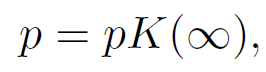 p = pK(∞),